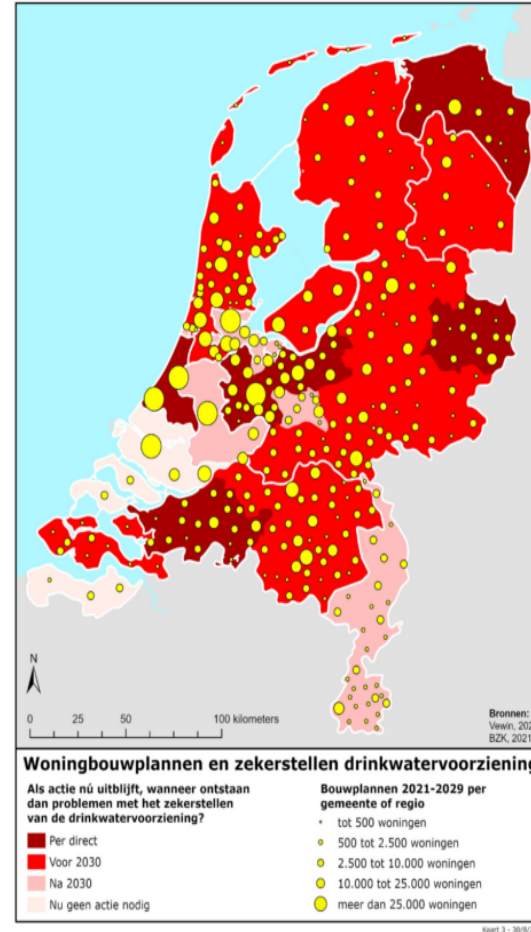 N
0 25 50 100 kilometers
Bronnen:
Vewin, 202
BZK, 2021
Woningbouwplannen en zekerstellen drinkwatervoorziening
Als actie nú uitblijft, wanneer ontstaan
dan problemen met het zekerstellen
van de drinkwatervoorziening?
Per direct
Voor 2030
Na 2030
Nu geen actie nodig
Bouwplannen 2021-2029 per
gemeente of regio
tot 500 woningen
500 tot 2.500 woningen
2.500 tot 10.000 woningen
10.000 tot 25.000 woningen
meer dan 25.000 woningen
Kaart 3 -